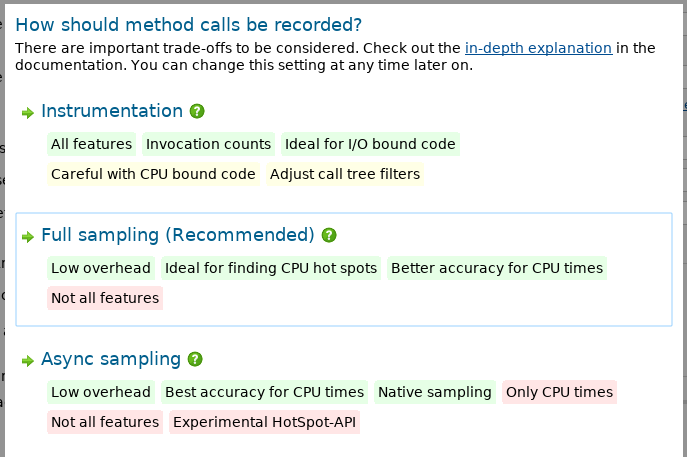 How should method calls be recorded?
There are important trade-offs to be considered. Check out the in-depth explanation in the
documentation. You can change this setting at any time later on.
Instrumentation ?
All features Invocation counts Ideal for I/O bound code
Careful with CPU bound code Adjust call tree filters
Full sampling (Recommended) ?
Low overhead Ideal for finding CPU hot spots Better accuracy for CPU times
Not all features
Async sampling ?
Low overhead Best accuracy for CPU times Native sampling Only CPU times
Not all features Experimental HotSpot-API